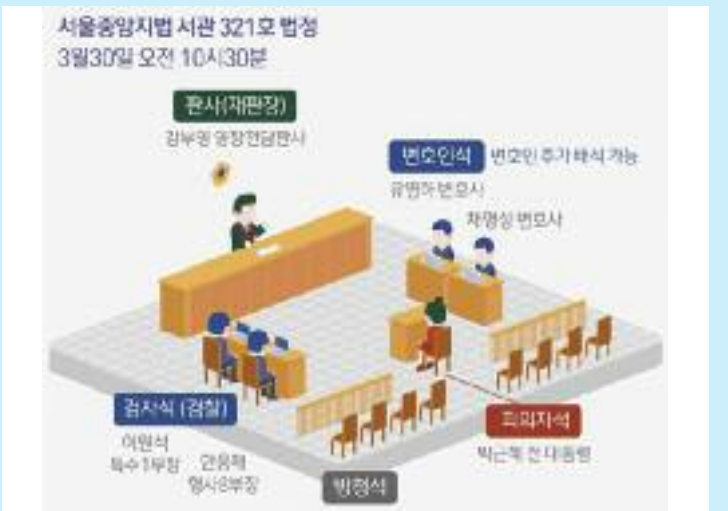 서울중앙지법 서관 321호 법정
3월30일 오전 10시30분
판사(재판장)
강부영 영장전담판사
변호인석 변호인 추가 배석 가능
유영하 변호사
채명성 변호사
검사석 (검찰)
이원석
특수1부장
한웅재
형사8부장
피의자석
박근혜 전 대통령
방청석